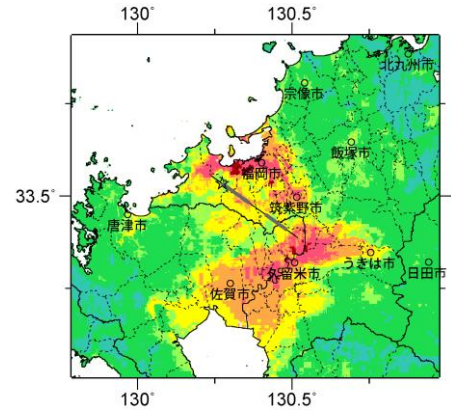 130˚ 130.5˚
北九州市
宗像市
飯塚市
福岡市
33.5˚ 筑紫野市 33.5˚
唐津市
うきは市
久留米市 日田市
佐賀市
130˚ 130.5˚